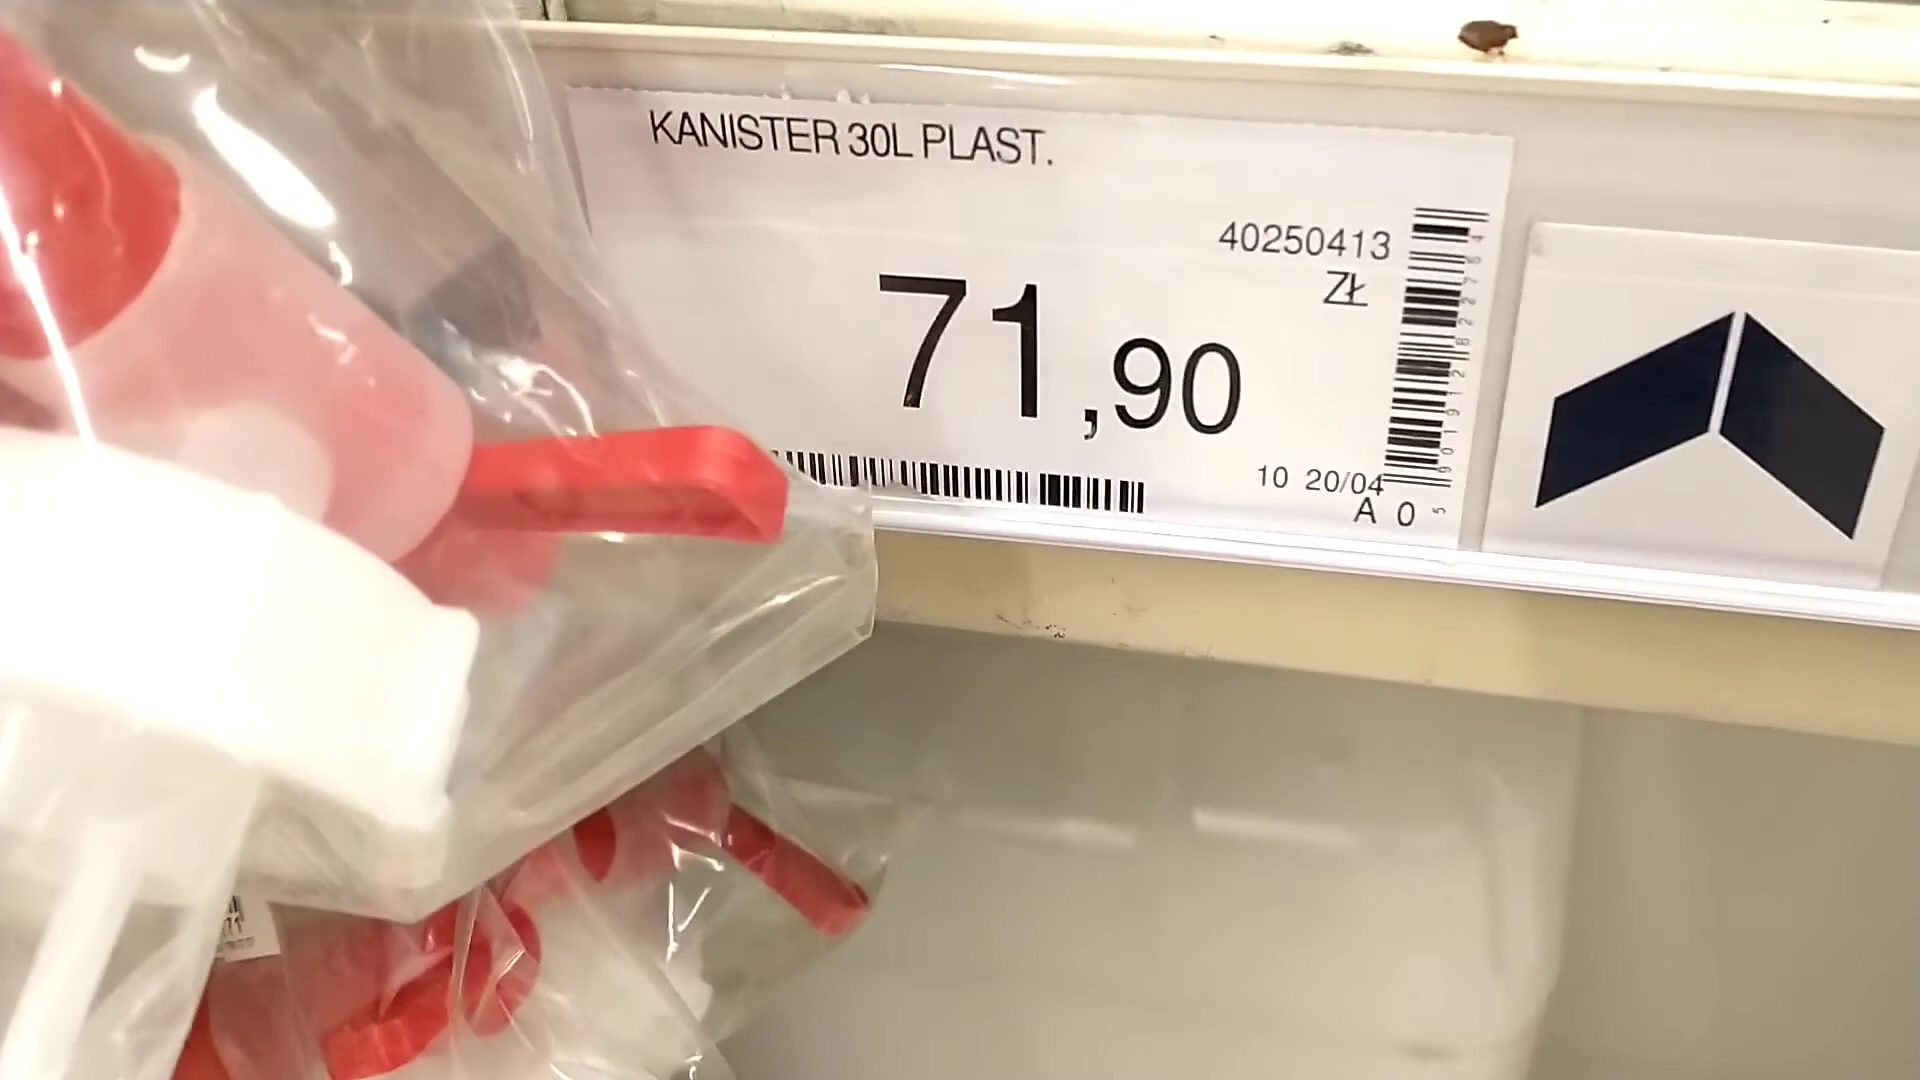 KANISTER 30L PLAST.
40250413
ZŁ
71,90
10 20/04
A 0